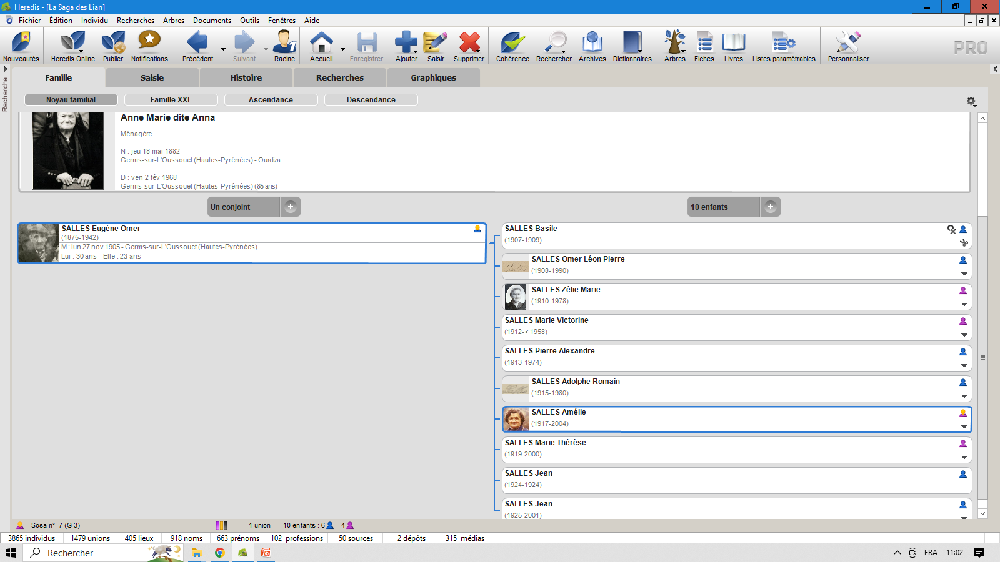 Heredis - [La Saga des Lian]
Fichier Édition Individu Recherches Arbres Documents Outils Fenêtres Aide
Nouveautés Heredis Online Publier Notifications Précédent Suivant Racine Accueil Enregistrer Ajouter Saisir Supprimer Cohérence Rechercher Archives Dictionnaires Arbres Fiches Livres Listes paramétrables Personnaliser PRO
Recherche
Famille Saisie Histoire Recherches Graphiques
Noyau familial Famille XXL Ascendance Descendance
Anne Marie dite Anna
Ménagère
N : jeu 18 mai 1882
Germs-sur-L'Oussouet (Hautes-Pyrénées) - Ourdiza
D : ven 2 fév 1968
Germs-sur-L'Oussouet (Hautes-Pyrénées) (85 ans)
Un conjoint +
10 enfants +
SALLES Eugène Omer
(1875-1942)
M : lun 27 nov 1905 - Germs-sur-L'Oussouet (Hautes-Pyrénées)
Lui : 30 ans - Elle : 23 ans
SALLES Basile
(1907-1909)
SALLES Omer Léon Pierre
(1908-1990)
SALLES Zélie Marie
(1910-1978)
SALLES Marie Victorine
(1912-< 1958)
SALLES Pierre Alexandre
(1913-1974)
SALLES Adolphe Romain
(1915-1980)
SALLES Amélie
(1917-2004)
SALLES Marie Thérèse
(1919-2000)
SALLES Jean
(1924-1924)
SALLES Jean
(1925-2001)
Sosa n° 7 (G 3) 1 union 10 enfants : 6 4
3865 individus 1479 unions 405 lieux 918 noms 663 prénoms 102 professions 50 sources 2 dépôts 315 médias
Rechercher FRA 11:02